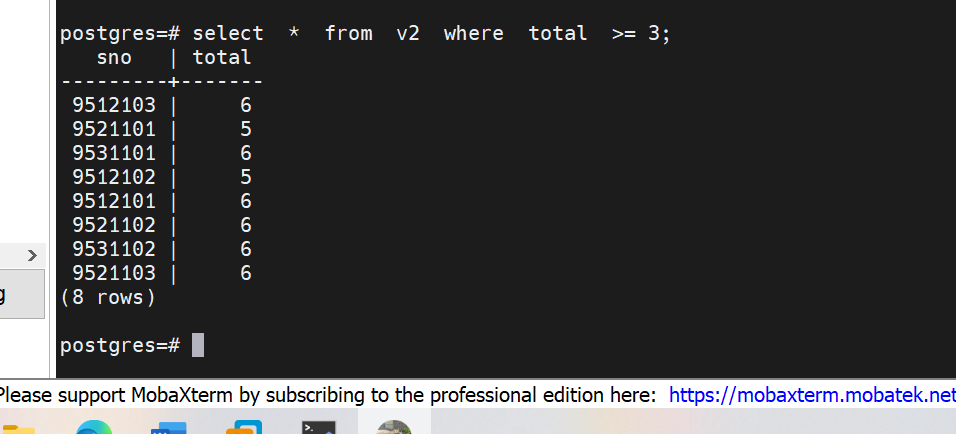 postgres=# select  *  from  v2  where  total  >= 3;
   sno   | total
---------+-------
 9512103 |     6
 9521101 |     5
 9531101 |     6
 9512102 |     5
 9512101 |     6
 9521102 |     6
 9531102 |     6
 9521103 |     6
(8 rows)
g
postgres=#
Please support MobaXterm by subscribing to the professional edition here:  https://mobaxterm.mobatek.net